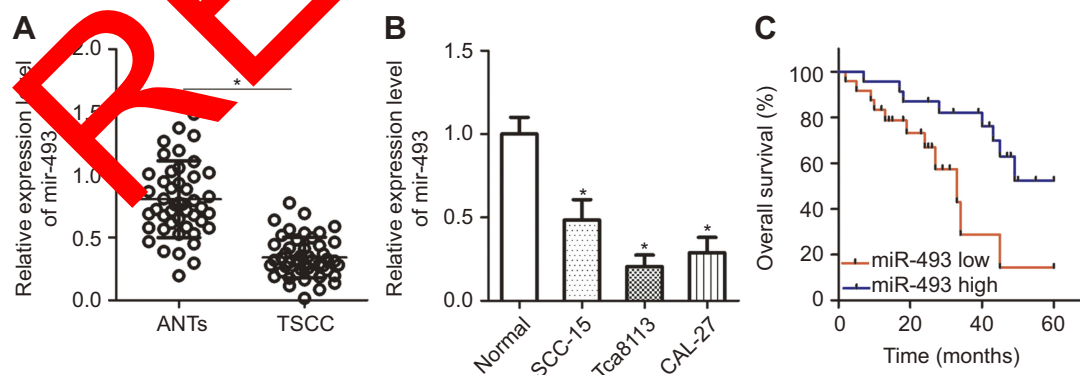 A
B
C
2.0
1.5
1.0
0.5
0.0
Relative expression level
of mir-493
*
ANTs
TSCC
1.5
1.0
0.5
0.0
Relative expression level
of mir-493
*
*
*
Normal
SCC-15
Tca8113
CAL-27
100
80
60
40
20
0
Overall survival (%)
miR-493 low
miR-493 high
0
20
40
60
Time (months)
R